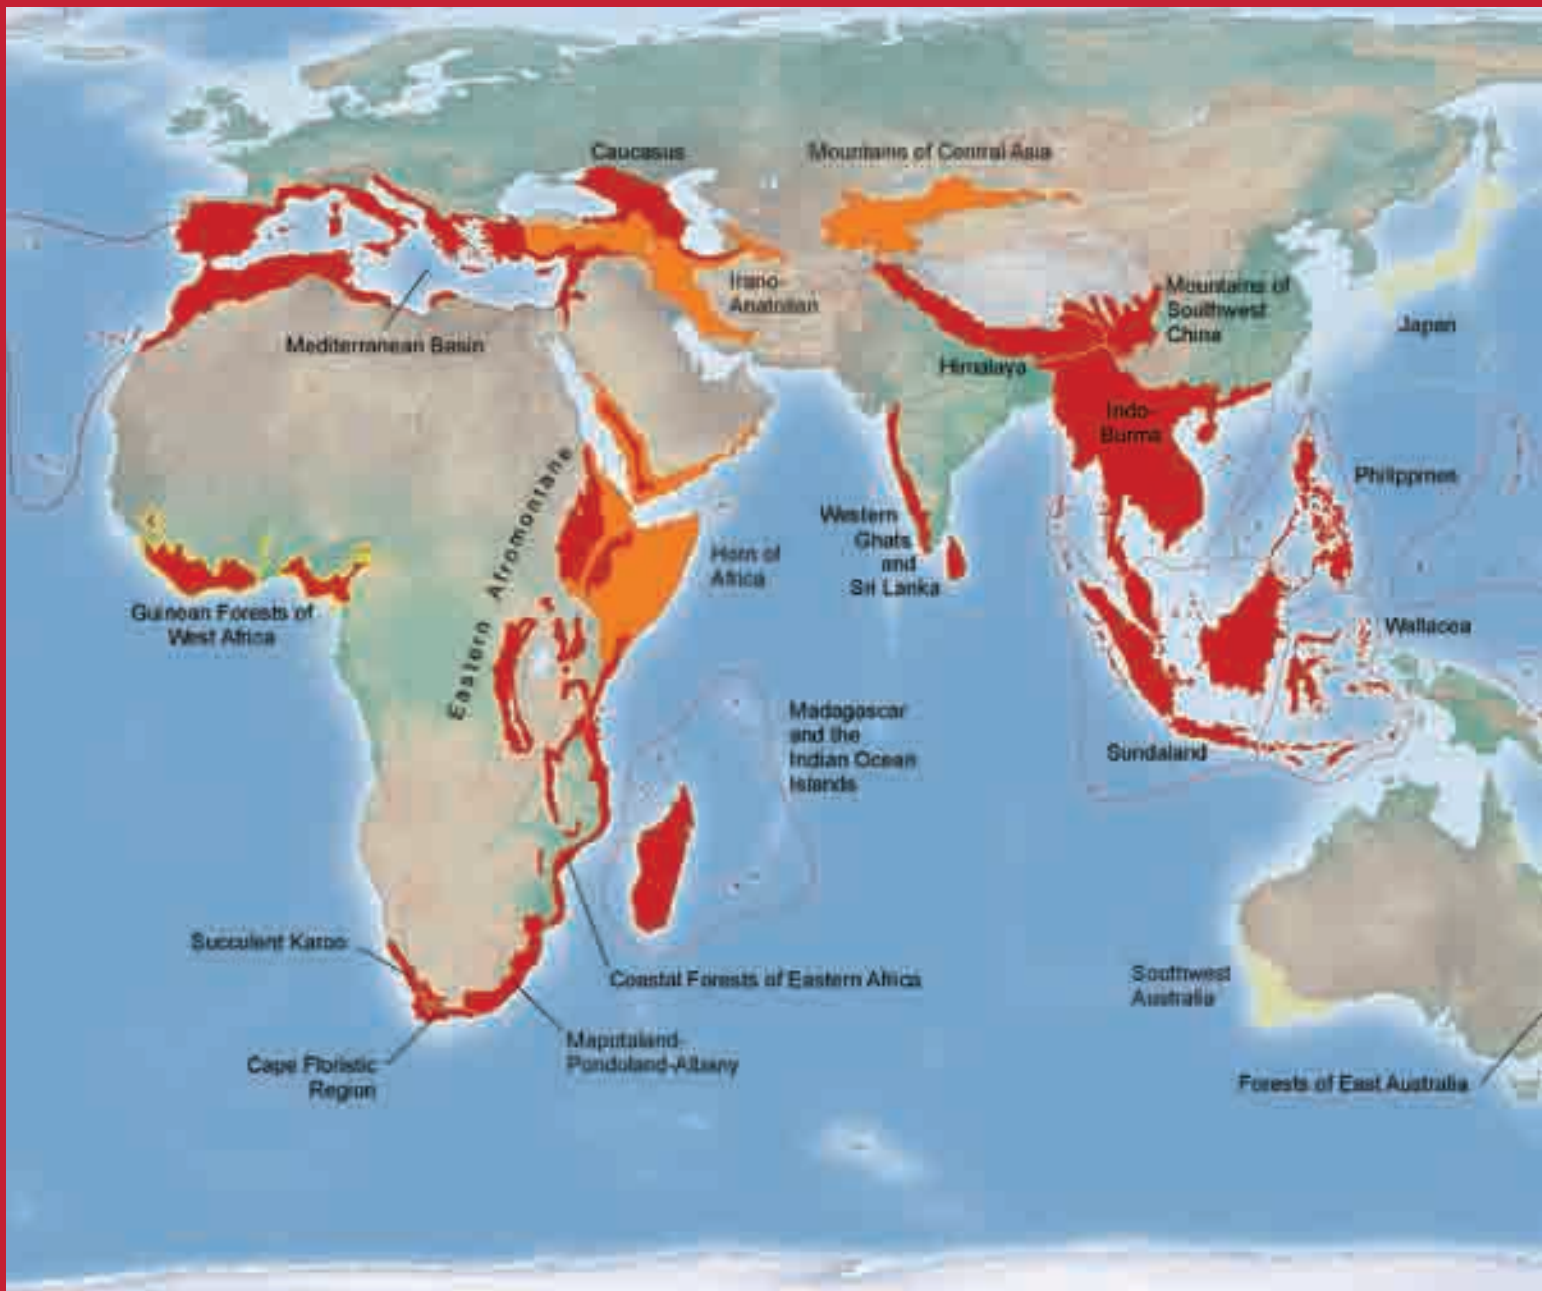 Caucasus
Mountains of Central Asia
Irano-
Anatolian
Mediterranean Basin
Mountains of
Southwest
China
Japan
Himalaya
Indo-
Burma
Philippines
Eastern Afromontane
Western
Ghats
and
Sri Lanka
Horn of
Africa
Guinean Forests of
West Africa
Wallacea
Madagascar
and the
Indian Ocean
Islands
Sundaland
Succulent Karoo
Coastal Forests of Eastern Africa
Southwest
Australia
Maputaland-
Pondoland-Albany
Cape Floristic
Region
Forests of East Australia